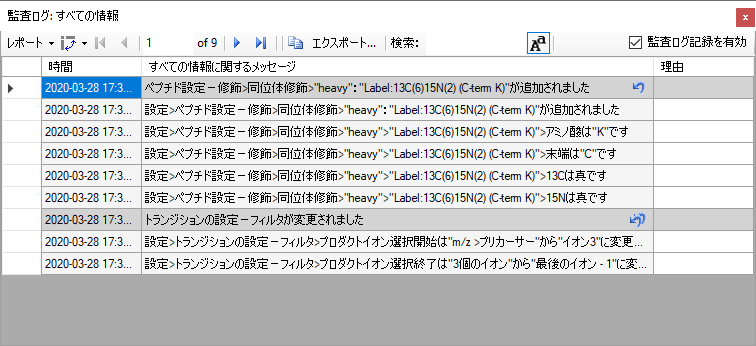 監査ログ: すべての情報
レポート 1 of 9 エクスポート... 検索: Aa 監査ログ記録を有効
時間 すべての情報に関するメッセージ 理由
2020-03-28 17:3... ペプチド設定 – 修飾>同位体修飾>"heavy": "Label:13C(6)15N(2) (C-term K)"が追加されました
2020-03-28 17:3... 設定>ペプチド設定 – 修飾>同位体修飾>"heavy": "Label:13C(6)15N(2) (C-term K)"が追加されました
2020-03-28 17:3... 設定>ペプチド設定 – 修飾>同位体修飾>"heavy">"Label:13C(6)15N(2) (C-term K)">アミノ酸は"K"です
2020-03-28 17:3... 設定>ペプチド設定 – 修飾>同位体修飾>"heavy">"Label:13C(6)15N(2) (C-term K)">末端は"C"です
2020-03-28 17:3... 設定>ペプチド設定 – 修飾>同位体修飾>"heavy">"Label:13C(6)15N(2) (C-term K)">13Cは真です
2020-03-28 17:3... 設定>ペプチド設定 – 修飾>同位体修飾>"heavy">"Label:13C(6)15N(2) (C-term K)">15Nは真です
2020-03-28 17:3... トランジションの設定 – フィルタが変更されました
2020-03-28 17:3... 設定>トランジションの設定 – フィルタ>プロダクトイオン選択開始は"m/z >プリカーサー"から"イオン3"に変更...
2020-03-28 17:3... 設定>トランジションの設定 – フィルタ>プロダクトイオン選択終了は"3個のイオン"から"最後のイオン - 1"に変...